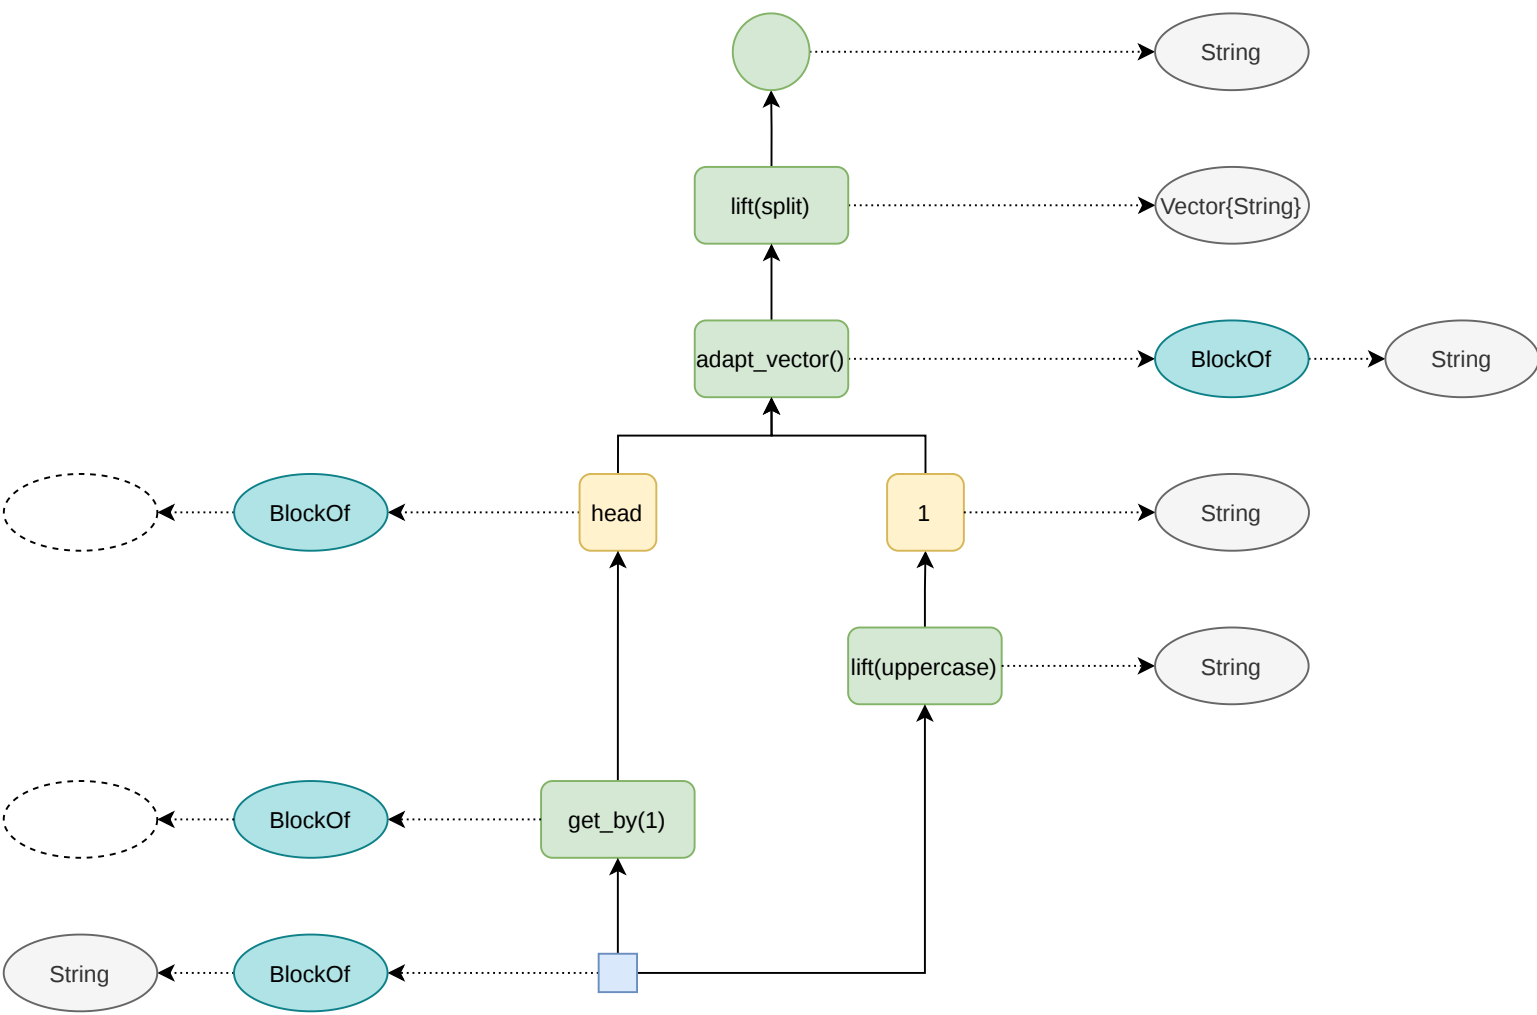 String
lift(split)
Vector{String}
adapt_vector()
BlockOf
String
BlockOf
head
1
String
lift(uppercase)
String
BlockOf
get_by(1)
String
BlockOf